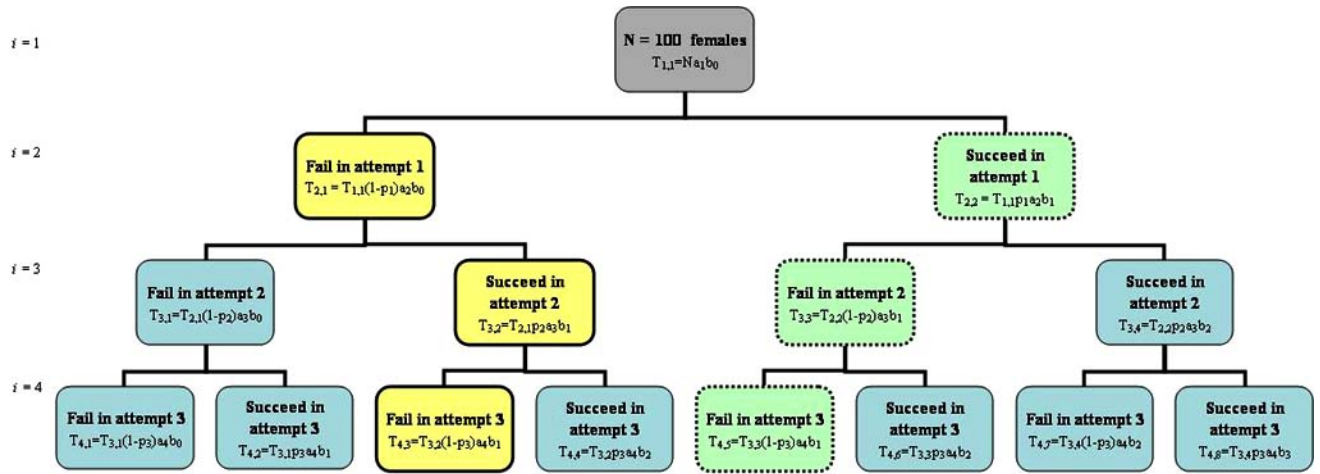 i = 1
N = 100 females
T1,1=Na1b0
i = 2
Fail in attempt 1
T2,1 = T1,1(1-p1)a2b0
Succeed in
attempt 1
T2,2 = T1,1p1a2b1
i = 3
Fail in attempt 2
T3,1=T2,1(1-p2)a3b0
Succeed in
attempt 2
T3,2=T2,1p2a3b1
Fail in attempt 2
T3,3=T2,2(1-p2)a3b1
Succeed in
attempt 2
T3,4=T2,2p2a3b2
i = 4
Fail in attempt 3
T4,1=T3,1(1-p3)a4b0
Succeed in
attempt 3
T4,2=T3,1p3a4b1
Fail in attempt 3
T4,3=T3,2(1-p3)a4b1
Succeed in
attempt 3
T4,4=T3,2p3a4b2
Fail in attempt 3
T4,5=T3,3(1-p3)a4b1
Succeed in
attempt 3
T4,6=T3,3p3a4b2
Fail in attempt 3
T4,7=T3,4(1-p3)a4b2
Succeed in
attempt 3
T4,8=T3,4p3a4b3